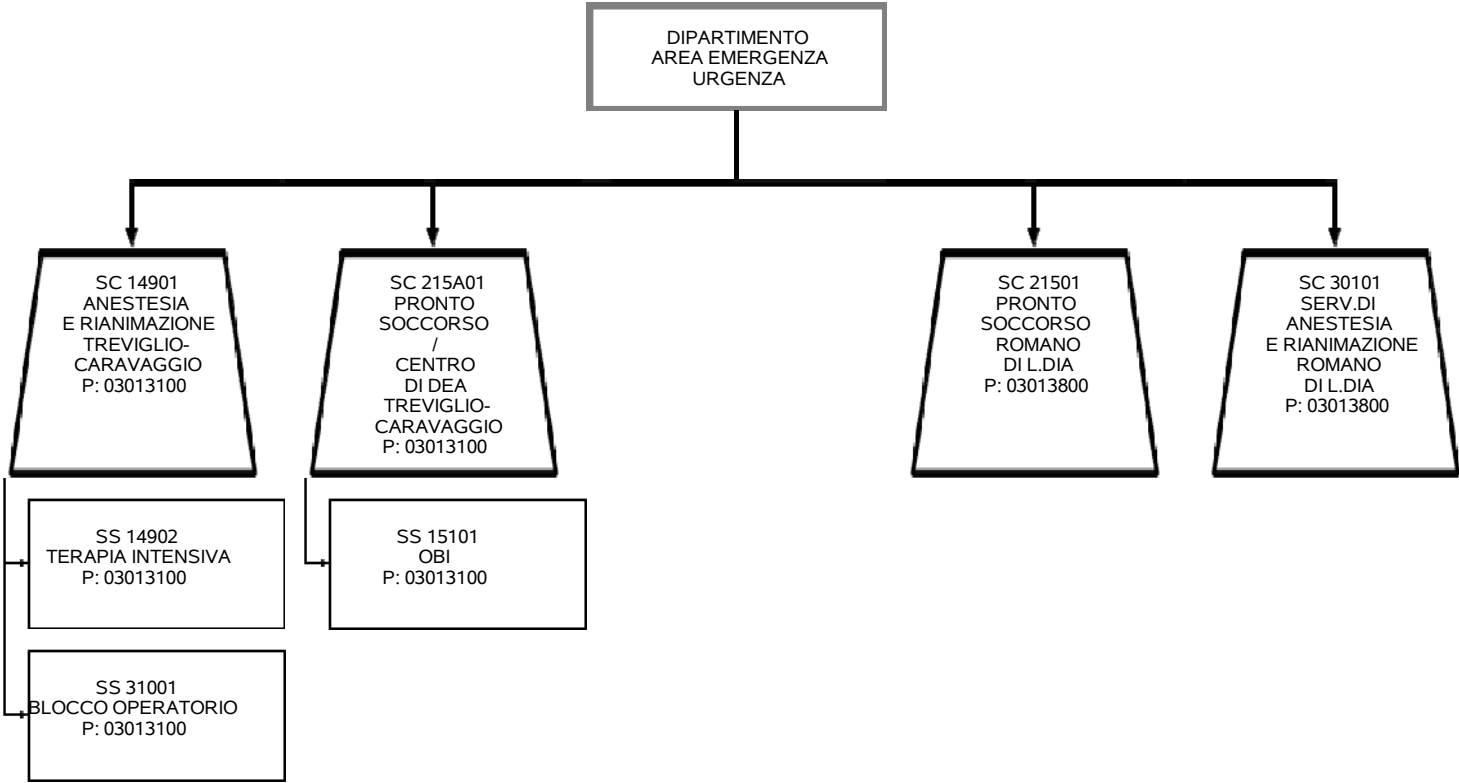 DIPARTIMENTO
AREA EMERGENZA
URGENZA
SC 14901
ANESTESIA
E RIANIMAZIONE
TREVIGLIO-
CARAVAGGIO
P: 03013100
SC 215A01
PRONTO
SOCCORSO
/
CENTRO
DI DEA
TREVIGLIO-
CARAVAGGIO
P: 03013100
SC 21501
PRONTO
SOCCORSO
ROMANO
DI L.DIA
P: 03013800
SC 30101
SERV.DI
ANESTESIA
E RIANIMAZIONE
ROMANO
DI L.DIA
P: 03013800
SS 14902
TERAPIA INTENSIVA
P: 03013100
SS 15101
OBI
P: 03013100
SS 31001
BLOCCO OPERATORIO
P: 03013100